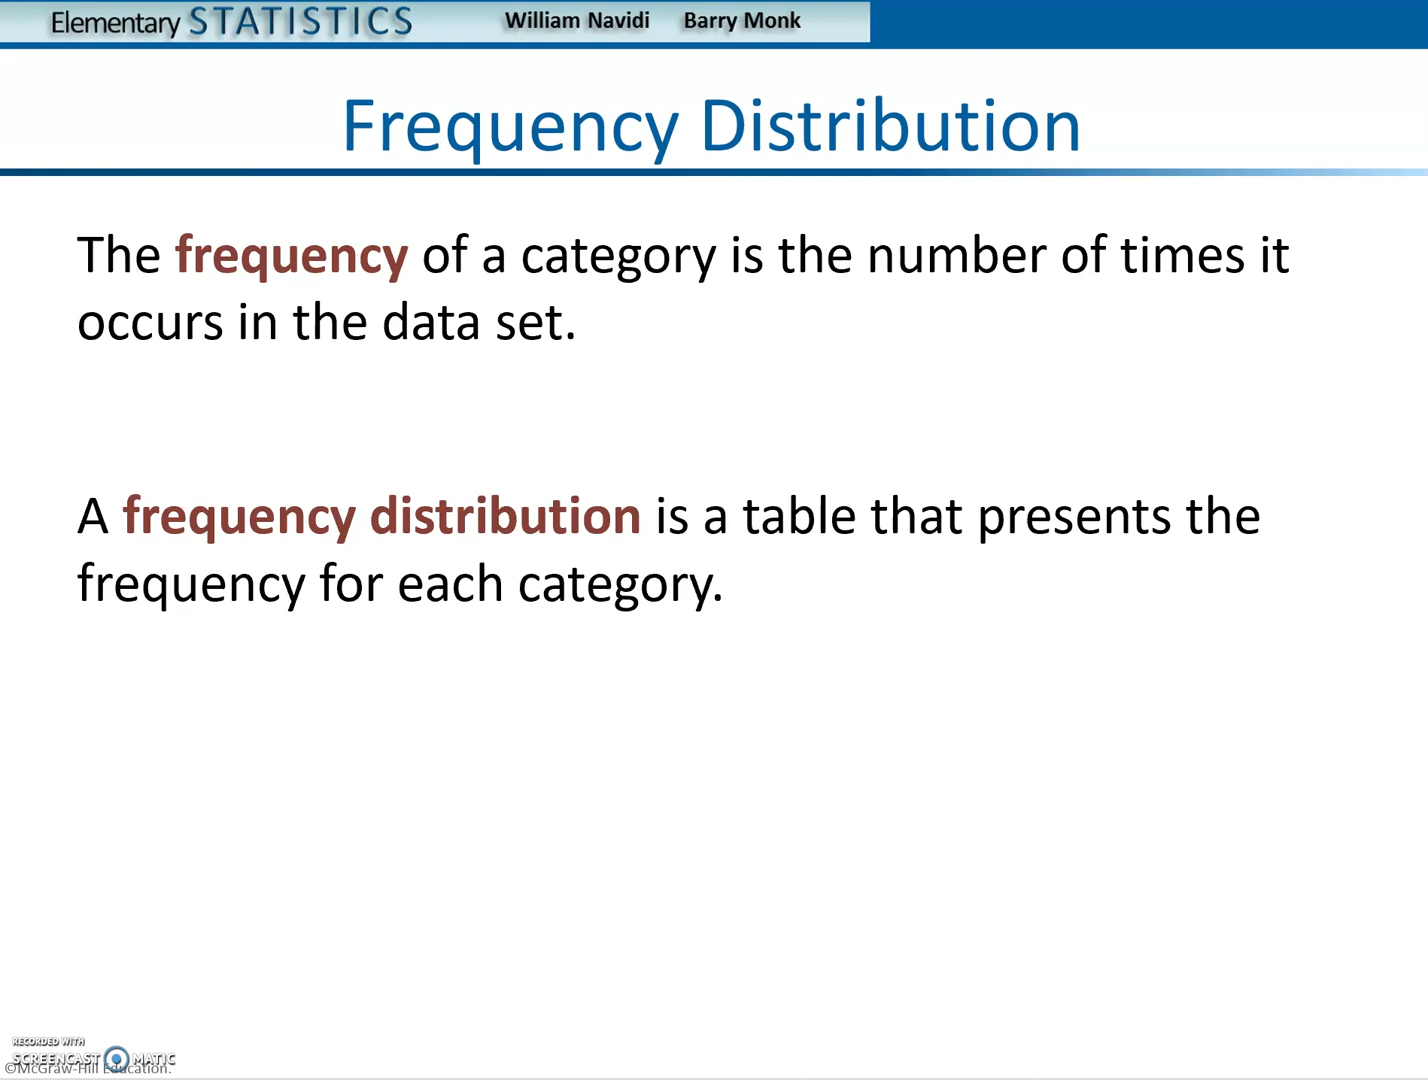 Elementary STATISTICS William Navidi Barry Monk
Frequency Distribution
The frequency of a category is the number of times it
occurs in the data set.
A frequency distribution is a table that presents the
frequency for each category.
RECORDED WITH
SCREENCAST MATIC
©McGraw-Hill Education.